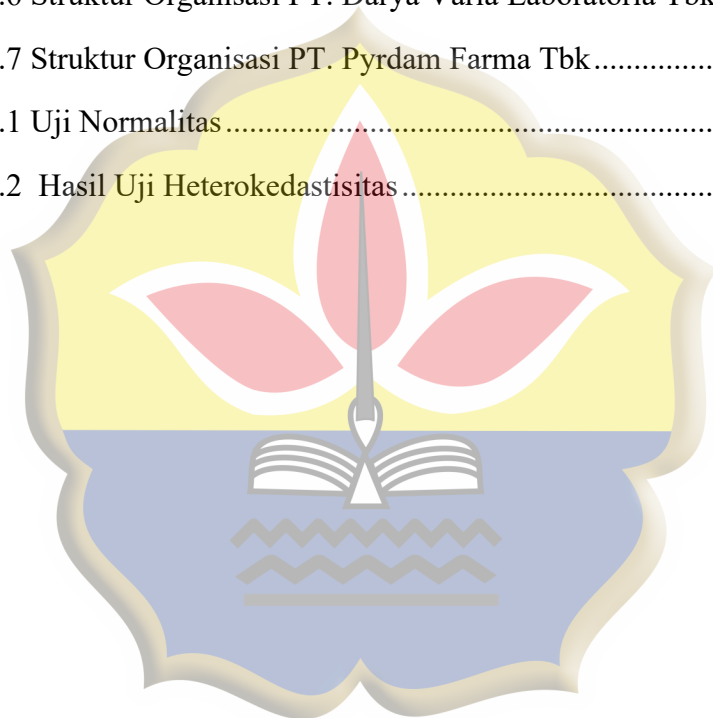 .6 Struktur Organisasi PT. Darya Varia Laboratoria Tbk
.7 Struktur Organisasi PT. Pyrdam Farma Tbk.......................
.1 Uji Normalitas............................................................................
.2 Hasil Uji Heterokedastisitas.................................................